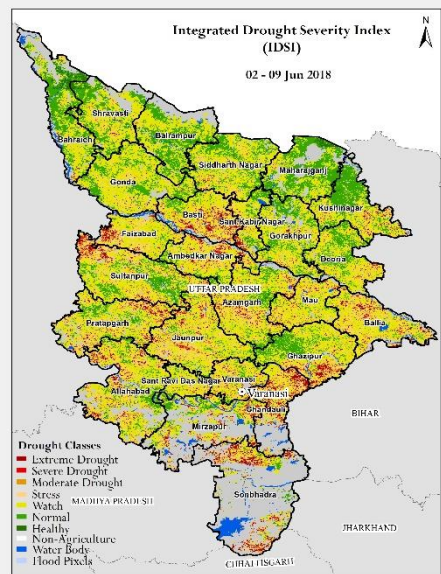 Integrated Drought Severity Index
(IDSI)
N
02 - 09 Jun 2018
Shravasti
Bahraich
Balrampur
Siddharth Nagar
Maharajganj
Gonda
Kushinagar
Basti
Sant Kabir Nagar
Gorakhpur
Faizabad
Deoria
Ambedkar Nagar
Sultanpur
UTTAR PRADESH
Azamgarh
Mau
Ballia
Pratapgarh
Jaunpur
Ghazipur
Sant Ravi Das Nagar
Varanasi
Allahabad
Varanasi
Chandauli
Mirzapur
BIHAR
Drought Classes
Extreme Drought
Severe Drought
Moderate Drought
Stress
Watch
Normal
Healthy
Non-Agriculture
Water Body
Flood Pixels
MADHYA PRADESH
Sonbhadra
JHARKHAND
CHHATTISGARH